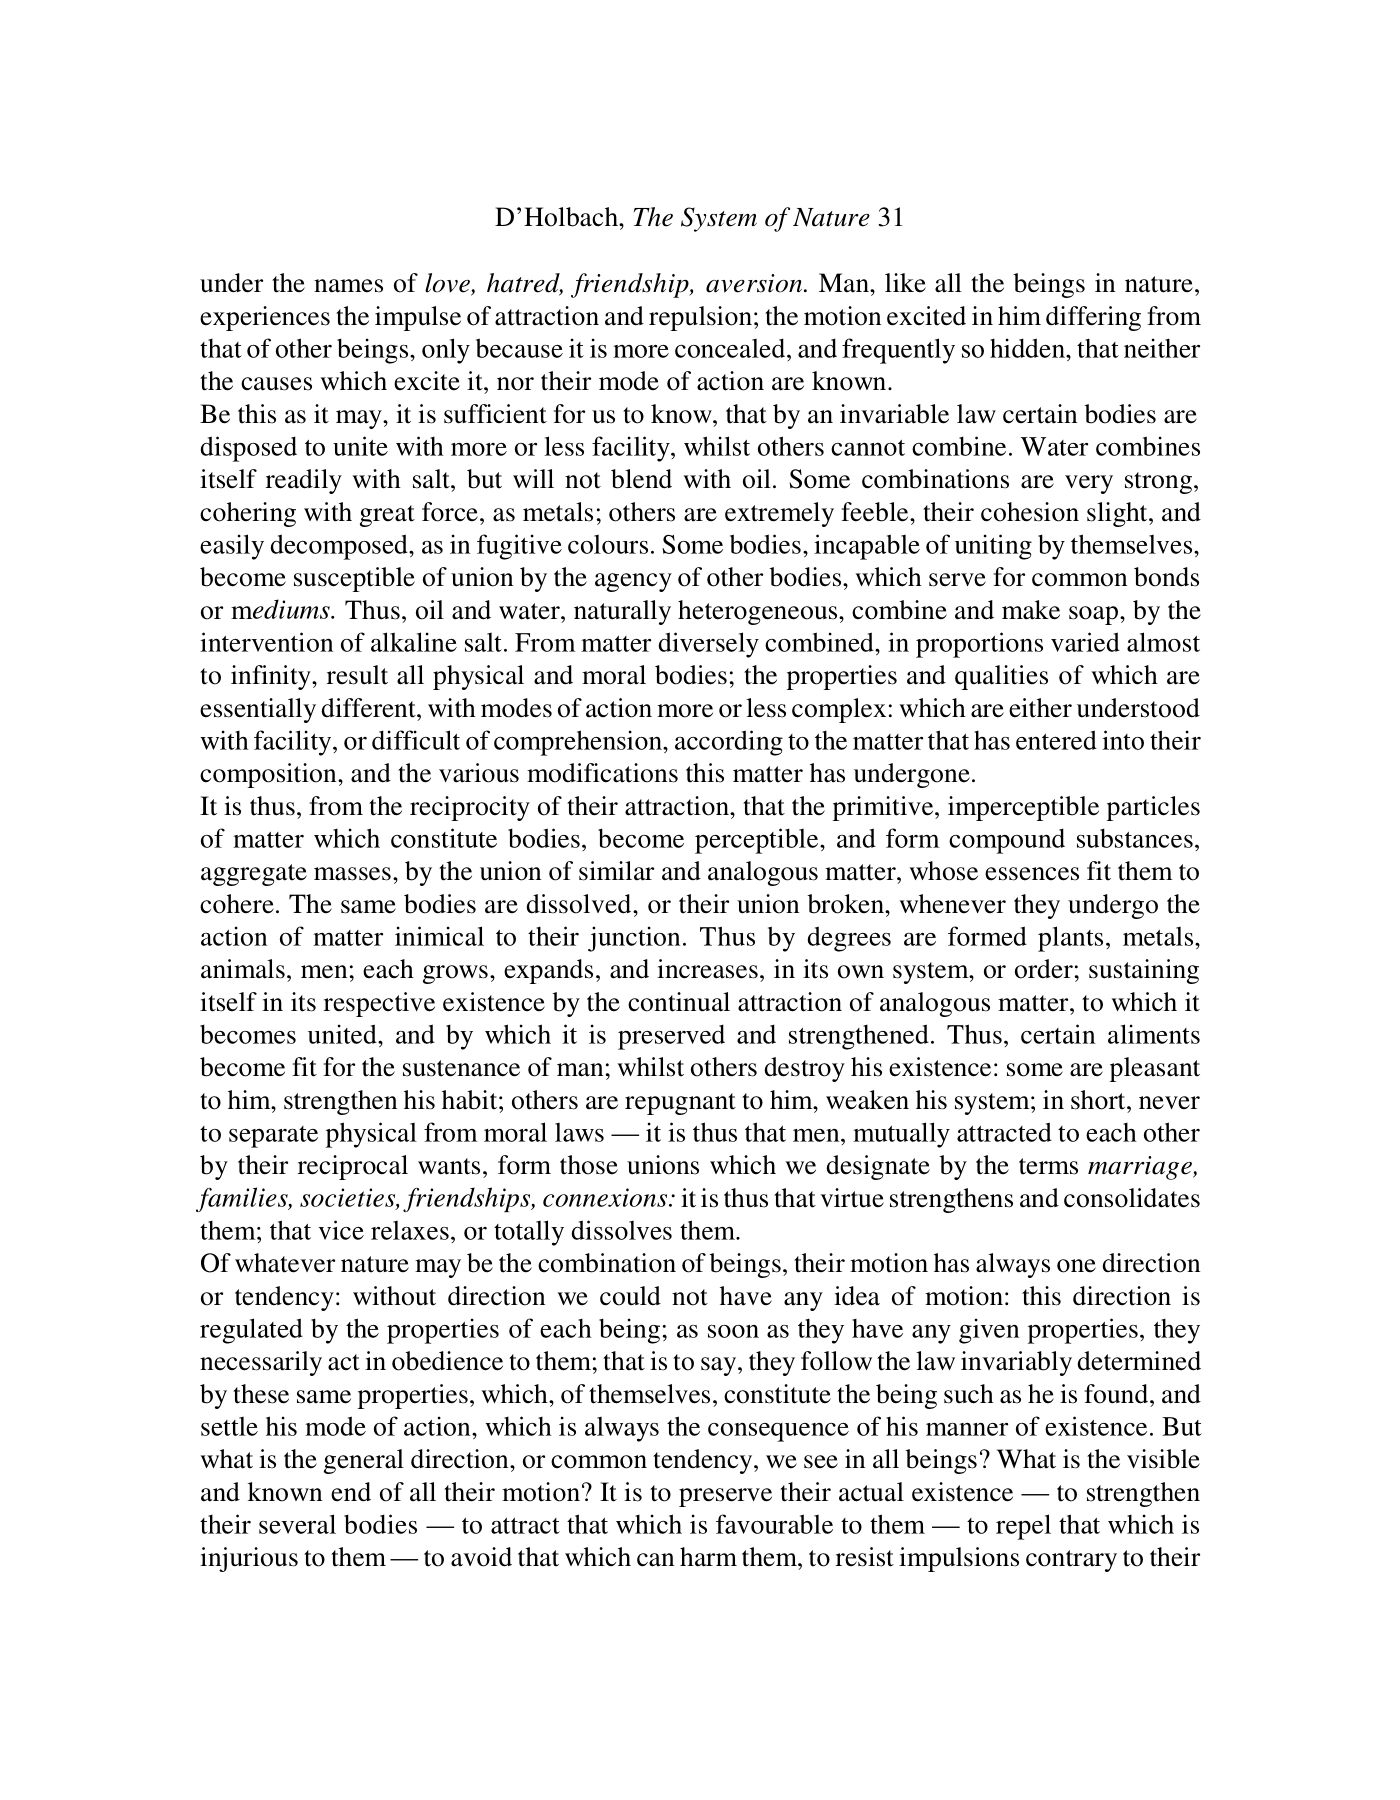 D’Holbach, The System of Nature 31
under the names of love, hatred, friendship, aversion. Man, like all the beings in nature,
experiences the impulse of attraction and repulsion; the motion excited in him differing from
that of other beings, only because it is more concealed, and frequently so hidden, that neither
the causes which excite it, nor their mode of action are known.
Be this as it may, it is sufficient for us to know, that by an invariable law certain bodies are
disposed to unite with more or less facility, whilst others cannot combine. Water combines
itself readily with salt, but will not blend with oil. Some combinations are very strong,
cohering with great force, as metals; others are extremely feeble, their cohesion slight, and
easily decomposed, as in fugitive colours. Some bodies, incapable of uniting by themselves,
become susceptible of union by the agency of other bodies, which serve for common bonds
or mediums. Thus, oil and water, naturally heterogeneous, combine and make soap, by the
intervention of alkaline salt. From matter diversely combined, in proportions varied almost
to infinity, result all physical and moral bodies; the properties and qualities of which are
essentially different, with modes of action more or less complex: which are either understood
with facility, or difficult of comprehension, according to the matter that has entered into their
composition, and the various modifications this matter has undergone.
It is thus, from the reciprocity of their attraction, that the primitive, imperceptible particles
of matter which constitute bodies, become perceptible, and form compound substances,
aggregate masses, by the union of similar and analogous matter, whose essences fit them to
cohere. The same bodies are dissolved, or their union broken, whenever they undergo the
action of matter inimical to their junction. Thus by degrees are formed plants, metals,
animals, men; each grows, expands, and increases, in its own system, or order; sustaining
itself in its respective existence by the continual attraction of analogous matter, to which it
becomes united, and by which it is preserved and strengthened. Thus, certain aliments
become fit for the sustenance of man; whilst others destroy his existence: some are pleasant
to him, strengthen his habit; others are repugnant to him, weaken his system; in short, never
to separate physical from moral laws — it is thus that men, mutually attracted to each other
by their reciprocal wants, form those unions which we designate by the terms marriage,
families, societies, friendships, connexions: it is thus that virtue strengthens and consolidates
them; that vice relaxes, or totally dissolves them.
Of whatever nature may be the combination of beings, their motion has always one direction
or tendency: without direction we could not have any idea of motion: this direction is
regulated by the properties of each being; as soon as they have any given properties, they
necessarily act in obedience to them; that is to say, they follow the law invariably determined
by these same properties, which, of themselves, constitute the being such as he is found, and
settle his mode of action, which is always the consequence of his manner of existence. But
what is the general direction, or common tendency, we see in all beings? What is the visible
and known end of all their motion? It is to preserve their actual existence — to strengthen
their several bodies — to attract that which is favourable to them — to repel that which is
injurious to them — to avoid that which can harm them, to resist impulsions contrary to their